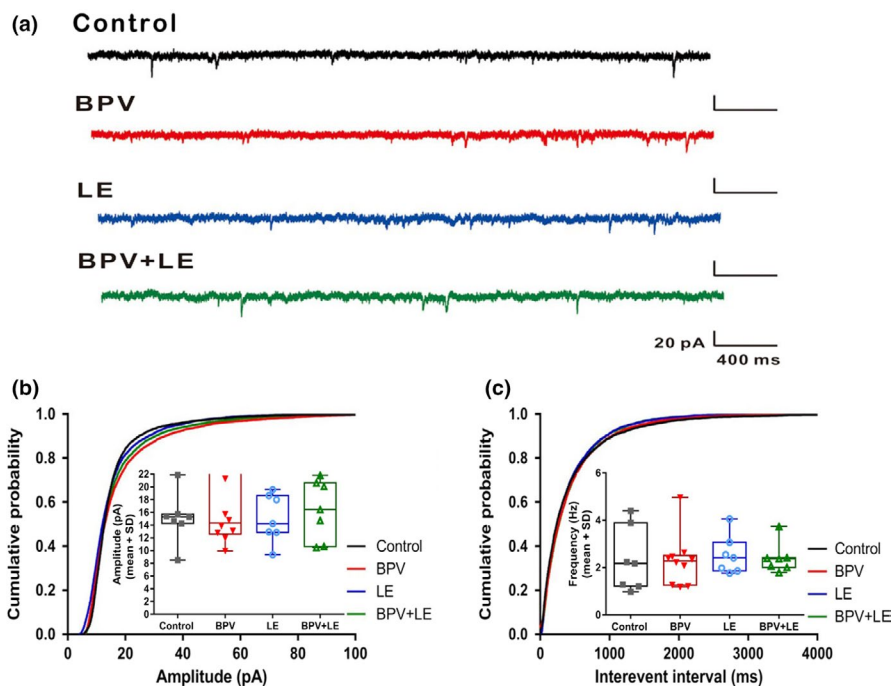 (a)
Control
BPV
LE
BPV+LE
20 pA
400 ms
(b)
Cumulative probability
1.0
0.8
0.6
0.4
0.2
0.0
0
20
40
60
80
100
Amplitude (pA)
Amplitude (pA)
(mean + SD)
22
20
18
16
14
12
10
8
6
4
2
0
Control
BPV
LE
BPV+LE
Control
BPV
LE
BPV+LE
(c)
Cumulative probability
1.0
0.8
0.6
0.4
0.2
0.0
0
1000
2000
3000
4000
Interevent interval (ms)
Frequency (Hz)
(mean + SD)
6
4
2
0
Control
BPV
LE
BPV+LE
Control
BPV
LE
BPV+LE